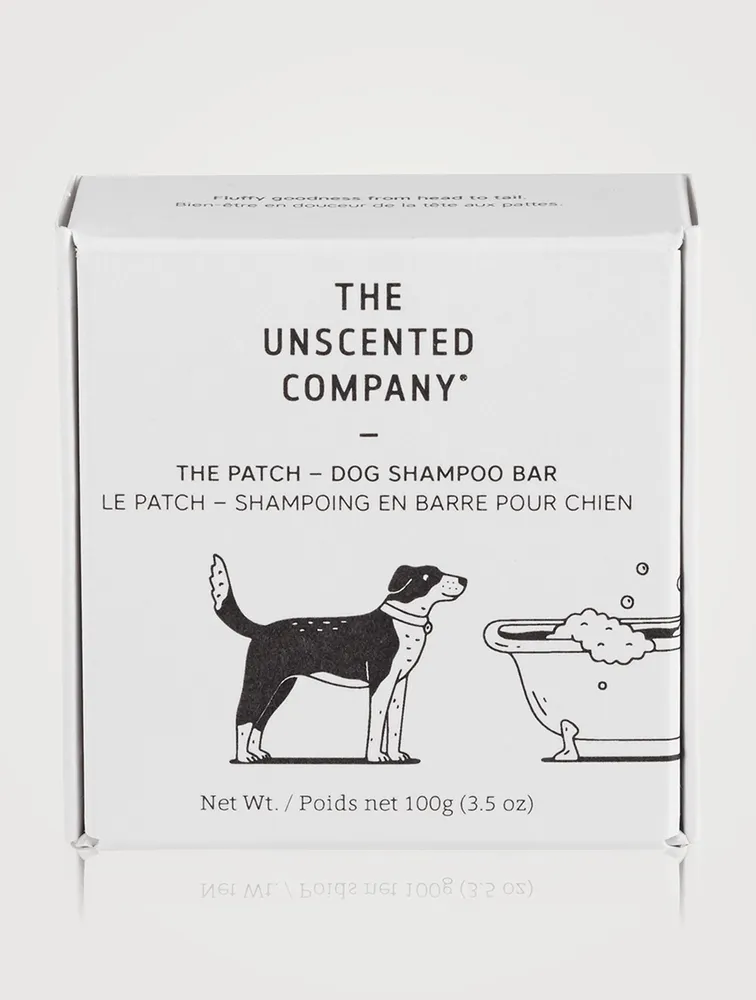 Fluffy goodness from head to tail.
Bien-être en douceur de la tête aux pattes.
THE
UNSCENTED
COMPANY®
–
THE PATCH – DOG SHAMPOO BAR
LE PATCH – SHAMPOING EN BARRE POUR CHIEN
Net Wt. / Poids net 100g (3.5 oz)